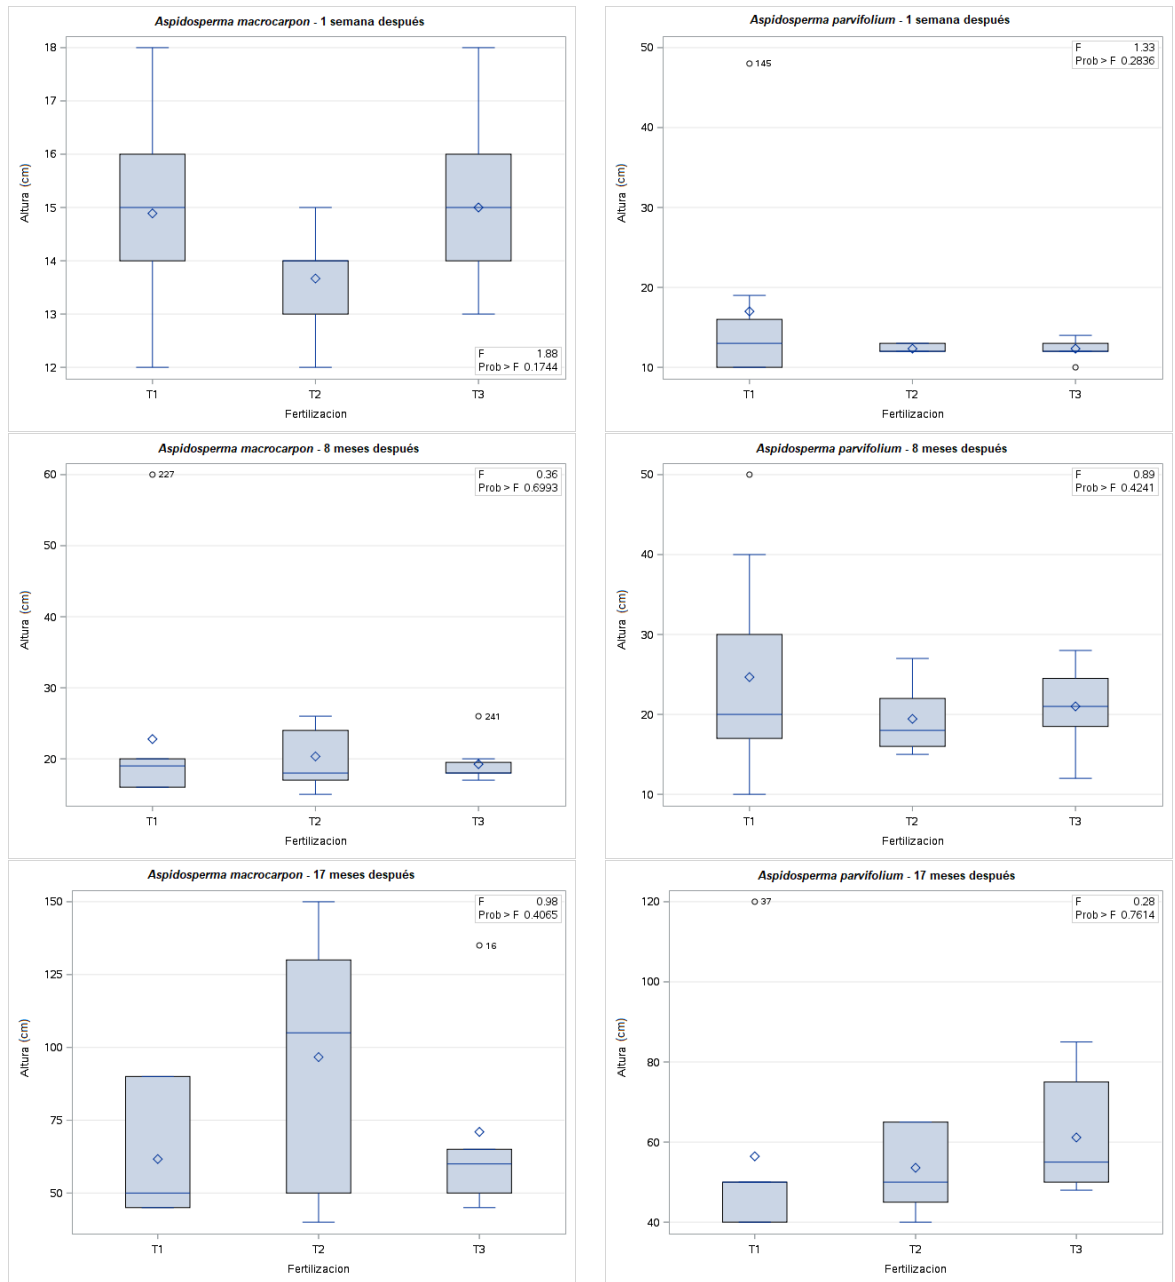 Aspidosperma macrocarpon - 1 semana después
18
17
16
15
14
13
12
Altura (cm)
F 1.88
Prob > F 0.1744
T1 T2 T3
Fertilizacion
Aspidosperma parvifolium - 1 semana después
50
40
30
20
10
Altura (cm)
145
F 1.33
Prob > F 0.2836
T1 T2 T3
Fertilizacion
Aspidosperma macrocarpon - 8 meses después
60
50
40
30
20
Altura (cm)
227
241
F 0.36
Prob > F 0.6993
T1 T2 T3
Fertilizacion
Aspidosperma parvifolium - 8 meses después
50
40
30
20
10
Altura (cm)
F 0.89
Prob > F 0.4241
T1 T2 T3
Fertilizacion
Aspidosperma macrocarpon - 17 meses después
150
125
100
75
50
Altura (cm)
16
F 0.98
Prob > F 0.4065
T1 T2 T3
Fertilizacion
Aspidosperma parvifolium - 17 meses después
120
100
80
60
40
Altura (cm)
37
F 0.28
Prob > F 0.7614
T1 T2 T3
Fertilizacion